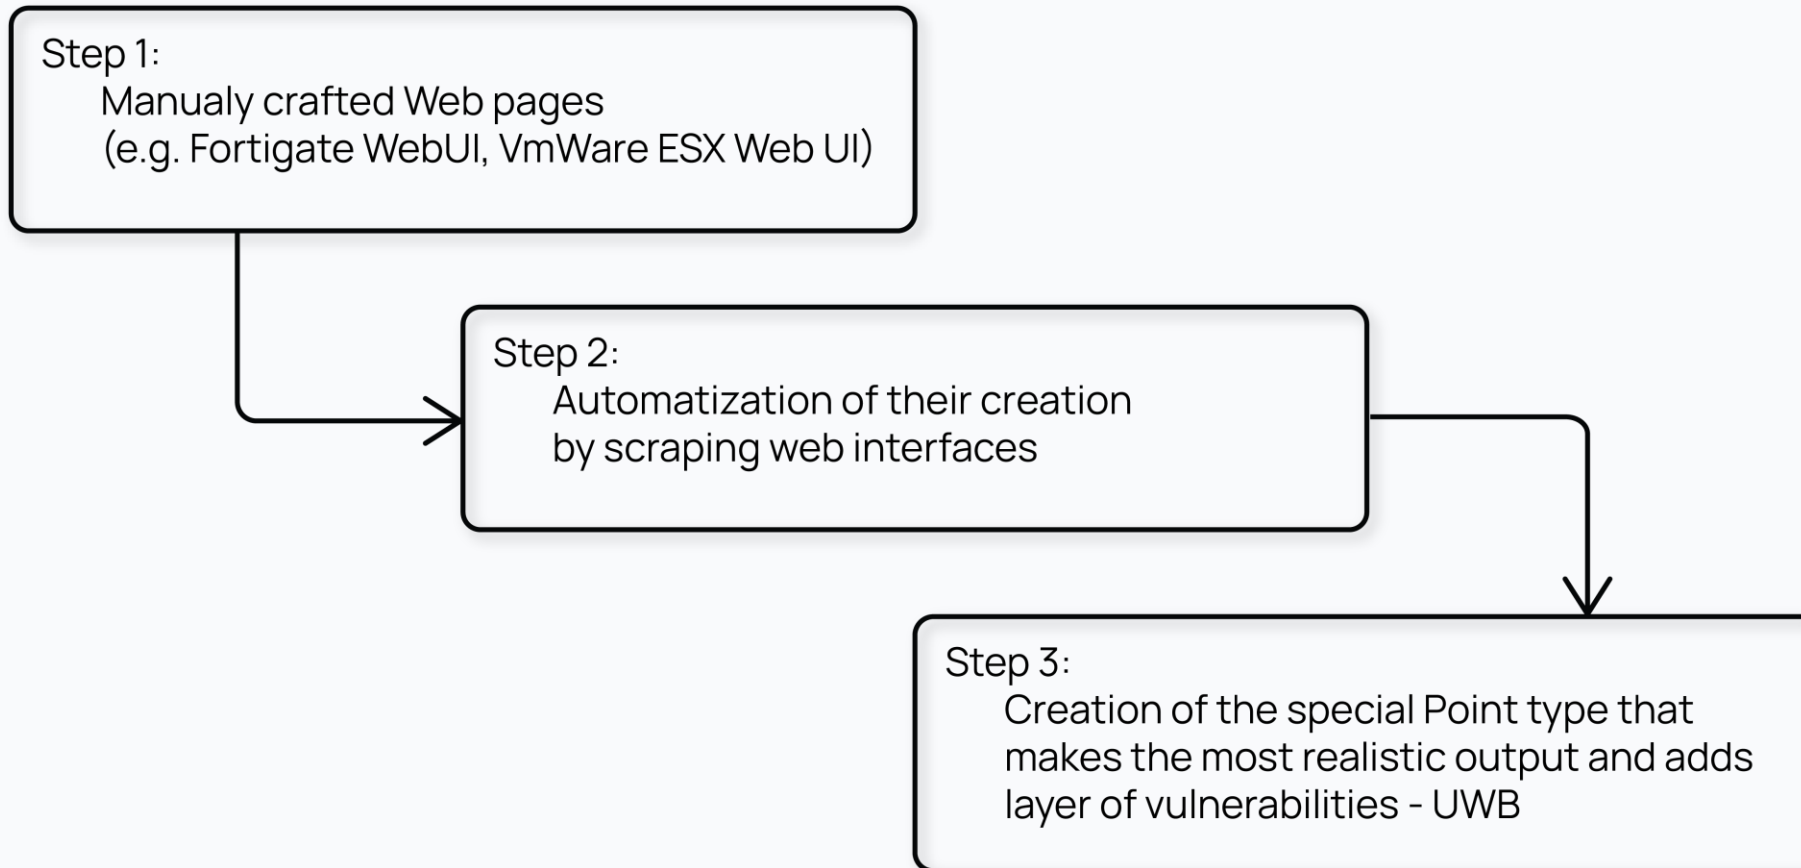 Step 1:
Manualy crafted Web pages
(e.g. Fortigate WebUI, VmWare ESX Web UI)
Step 2:
Automatization of their creation
by scraping web interfaces
Step 3:
Creation of the special Point type that
makes the most realistic output and adds
layer of vulnerabilities - UWB